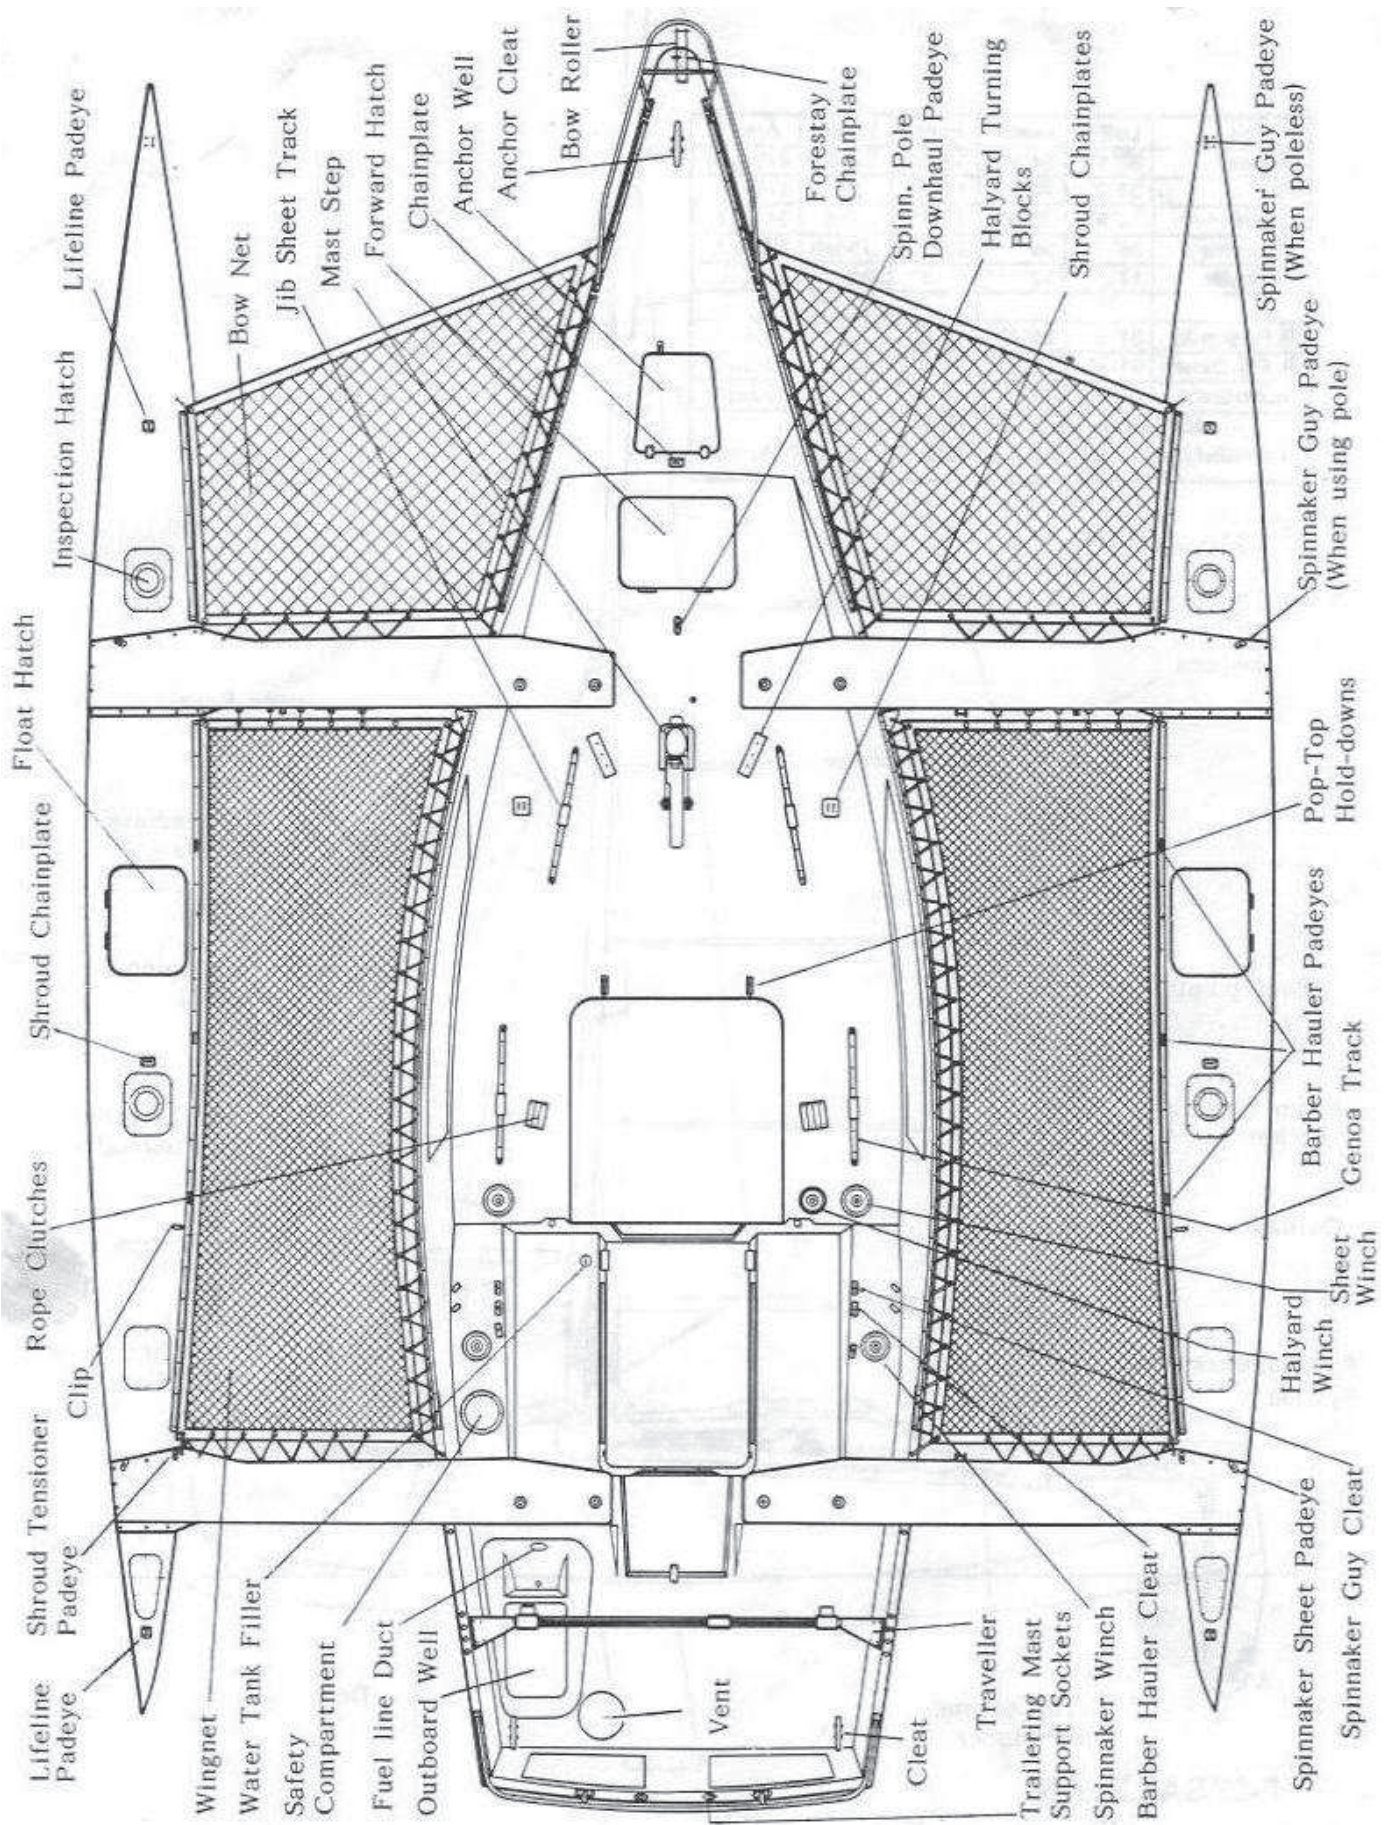 Lifeline
Padeye
Shroud Tensioner
Padeye
Clip
Rope Clutches
Shroud Chainplate
Float Hatch
Inspection Hatch
Lifeline Padeye
Wingnet
Water Tank Filler
Safety
Compartment
Fuel line Duct
Outboard Well
Bow Net
Jib Sheet Track
Mast Step
Forward Hatch
Chainplate
Anchor Well
Anchor Cleat
Bow Roller
Vent
Cleat
Traveller
Trailering Mast
Support Sockets
Spinnaker Winch
Barber Hauler Cleat
Forestay
Chainplate
Spinn. Pole
Downhaul Padeye
Halyard Turning
Blocks
Shroud Chainplates
Spinnaker Sheet Padeye
Spinnaker Guy Cleat
Halyard
Winch
Sheet
Winch
Genoa Track
Barber Hauler Padeyes
Pop-Top
Hold-downs
Spinnaker Guy Padeye
(When using pole)
Spinnaker Guy Padeye
(When poleless)